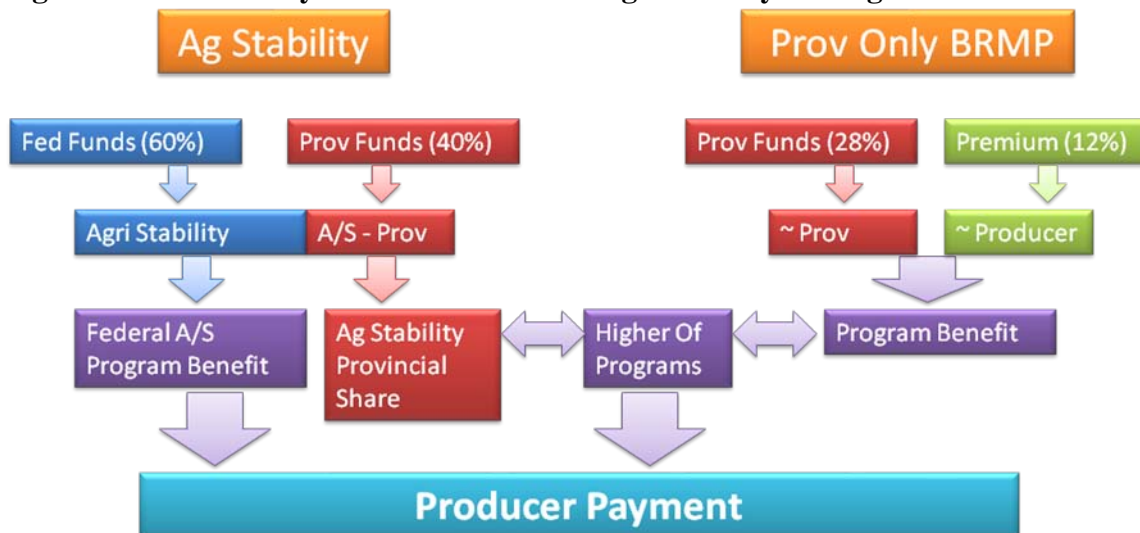 Ag Stability
Prov Only BRMP
Fed Funds (60%)
Prov Funds (40%)
Prov Funds (28%)
Premium (12%)
Agri Stability
A/S - Prov
~ Prov
~ Producer
Federal A/S
Program Benefit
Ag Stability
Provincial
Share
Higher Of
Programs
Program Benefit
Producer Payment